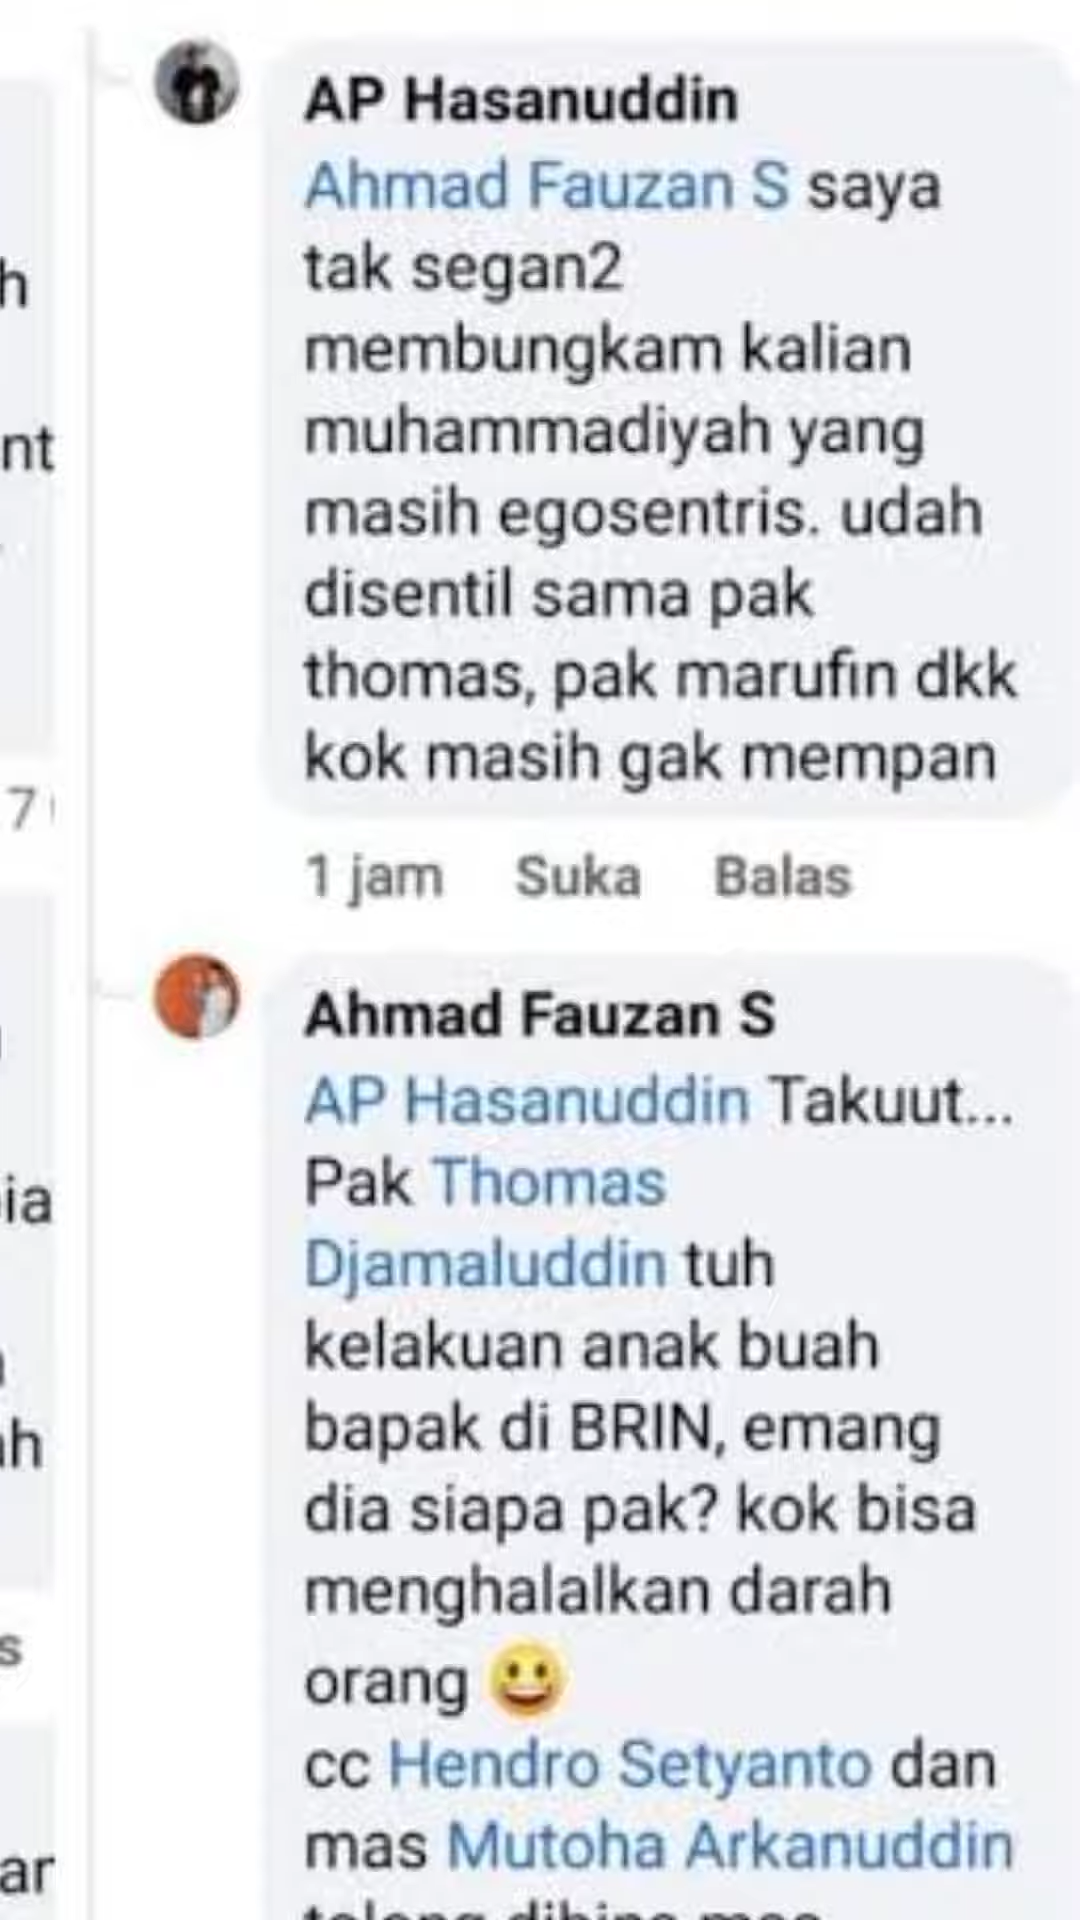 AP Hasanuddin
Ahmad Fauzan S saya
tak segan2
membungkam kalian
muhammadiyah yang
masih egosentris. udah
disentil sama pak
thomas, pak marufin dkk
kok masih gak mempan
1 jam Suka Balas
Ahmad Fauzan S
AP Hasanuddin Takuut...
Pak Thomas
Djamaluddin tuh
kelakuan anak buah
bapak di BRIN, emang
dia siapa pak? kok bisa
menghalalkan darah
orang 😀
cc Hendro Setyanto dan
mas Mutoha Arkanuddin
tolong dibina mas